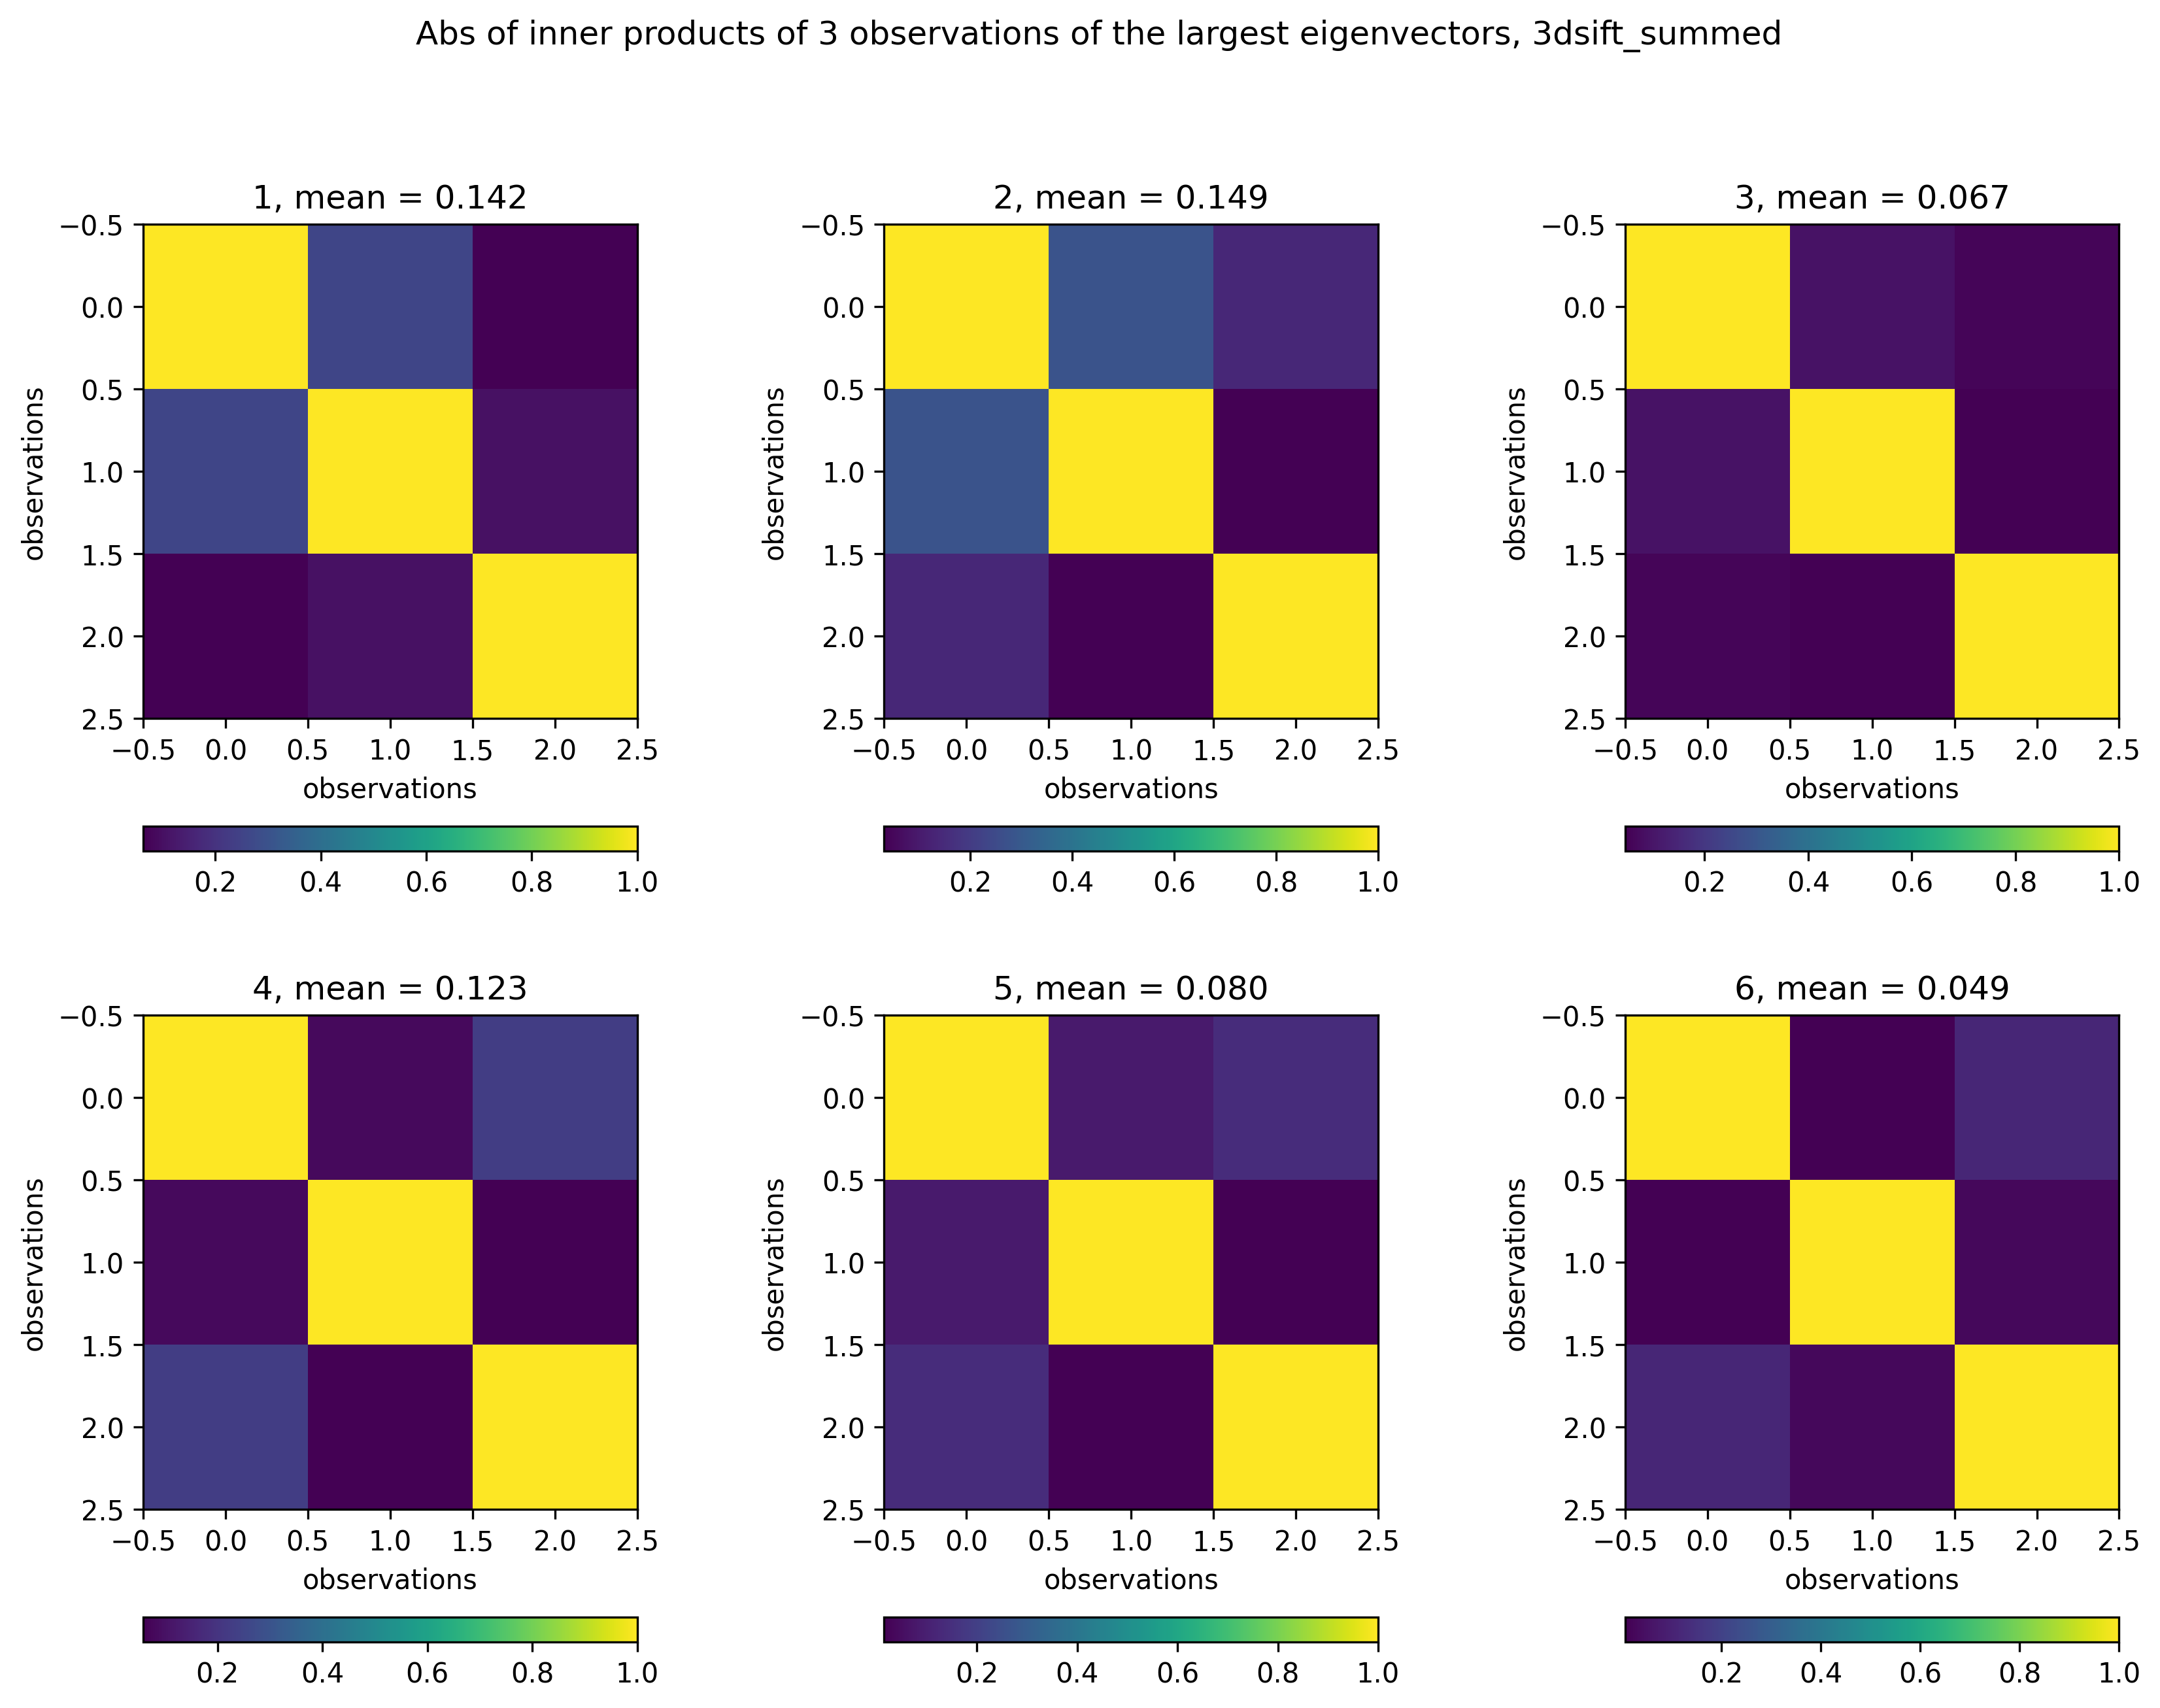 Abs of inner products of 3 observations of the largest eigenvectors, 3dsift_summed
1, mean = 0.142
2, mean = 0.149
3, mean = 0.067
−0.5 −0.5 −0.5
0.0 0.0 0.0
0.5 0.5 0.5
observations observations observations
1.0 1.0 1.0
1.5 1.5 1.5
2.0 2.0 2.0
2.5 2.5 2.5
−0.5 0.0 0.5 1.0 1.5 2.0 2.5 −0.5 0.0 0.5 1.0 1.5 2.0 2.5 −0.5 0.0 0.5 1.0 1.5 2.0 2.5
observations observations observations
0.2 0.4 0.6 0.8 1.0 0.2 0.4 0.6 0.8 1.0 0.2 0.4 0.6 0.8 1.0
4, mean = 0.123
5, mean = 0.080
6, mean = 0.049
−0.5 −0.5 −0.5
0.0 0.0 0.0
0.5 0.5 0.5
observations observations observations
1.0 1.0 1.0
1.5 1.5 1.5
2.0 2.0 2.0
2.5 2.5 2.5
−0.5 0.0 0.5 1.0 1.5 2.0 2.5 −0.5 0.0 0.5 1.0 1.5 2.0 2.5 −0.5 0.0 0.5 1.0 1.5 2.0 2.5
observations observations observations
0.2 0.4 0.6 0.8 1.0 0.2 0.4 0.6 0.8 1.0 0.2 0.4 0.6 0.8 1.0